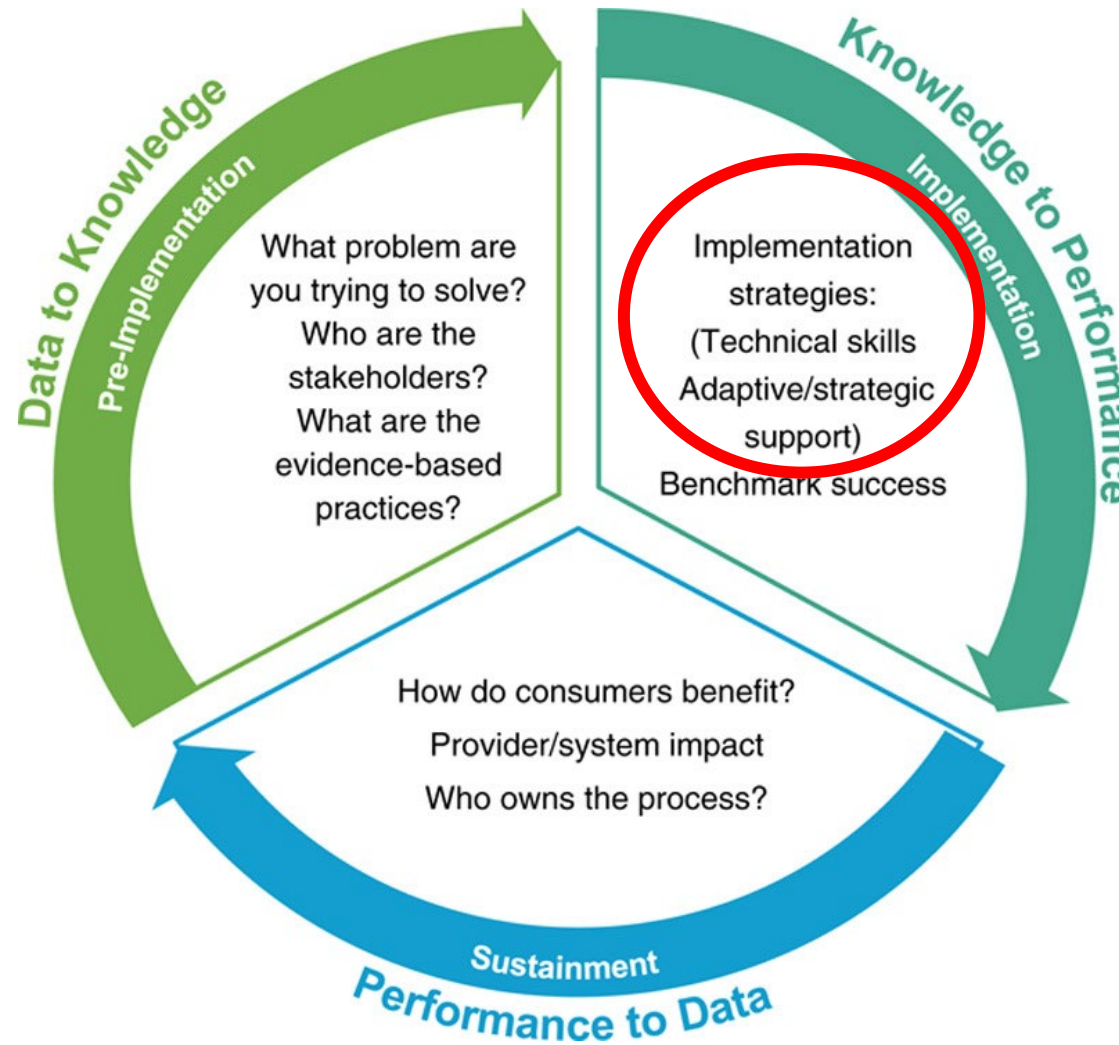 Data to Knowledge
Pre-Implementation
What problem are
you trying to solve?
Who are the
stakeholders?
What are the
evidence-based
practices?
Knowledge to Performance
Implementation
Implementation
strategies:
(Technical skills
Adaptive/strategic
support)
Benchmark success
How do consumers benefit?
Provider/system impact
Who owns the process?
Sustainment
Performance to Data